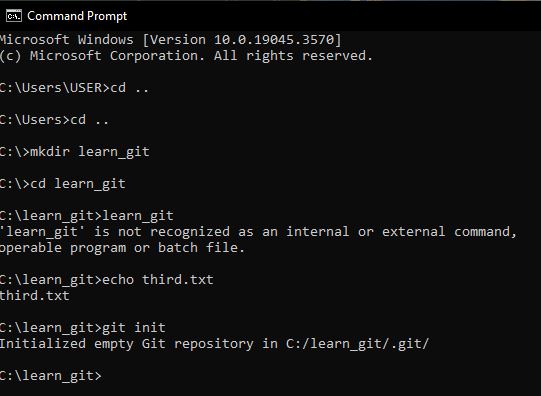 Command Prompt
Microsoft Windows [Version 10.0.19045.3570]
(c) Microsoft Corporation. All rights reserved.
C:\Users\USER>cd ..
C:\Users>cd ..
C:\>mkdir learn_git
C:\>cd learn_git
C:\learn_git>learn_git
'learn_git' is not recognized as an internal or external command,
operable program or batch file.
C:\learn_git>echo third.txt
third.txt
C:\learn_git>git init
Initialized empty Git repository in C:/learn_git/.git/
C:\learn_git>